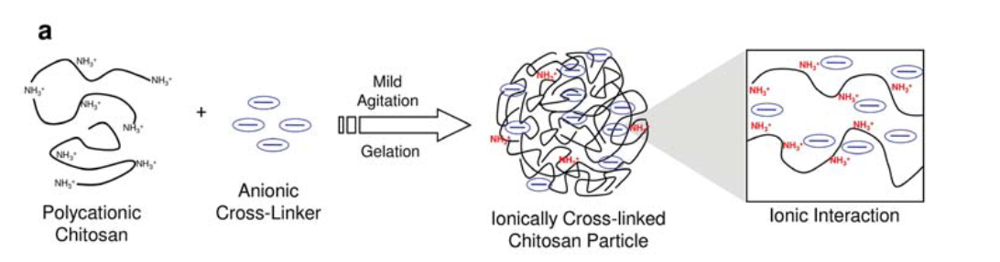 a
NH₃⁺
NH₃⁺
NH₃⁺
NH₃⁺
NH₃⁺
NH₃⁺
NH₃⁺
NH₃⁺
Polycationic
Chitosan
+
Anionic
Cross-Linker
Mild
Agitation
Gelation
NH₃⁺
NH₃⁺
NH₃⁺
NH₃⁺
Ionically Cross-linked
Chitosan Particle
NH₃⁺
NH₃⁺
NH₃⁺
NH₃⁺
NH₃⁺
NH₃⁺
NH₃⁺
NH₃⁺
Ionic Interaction